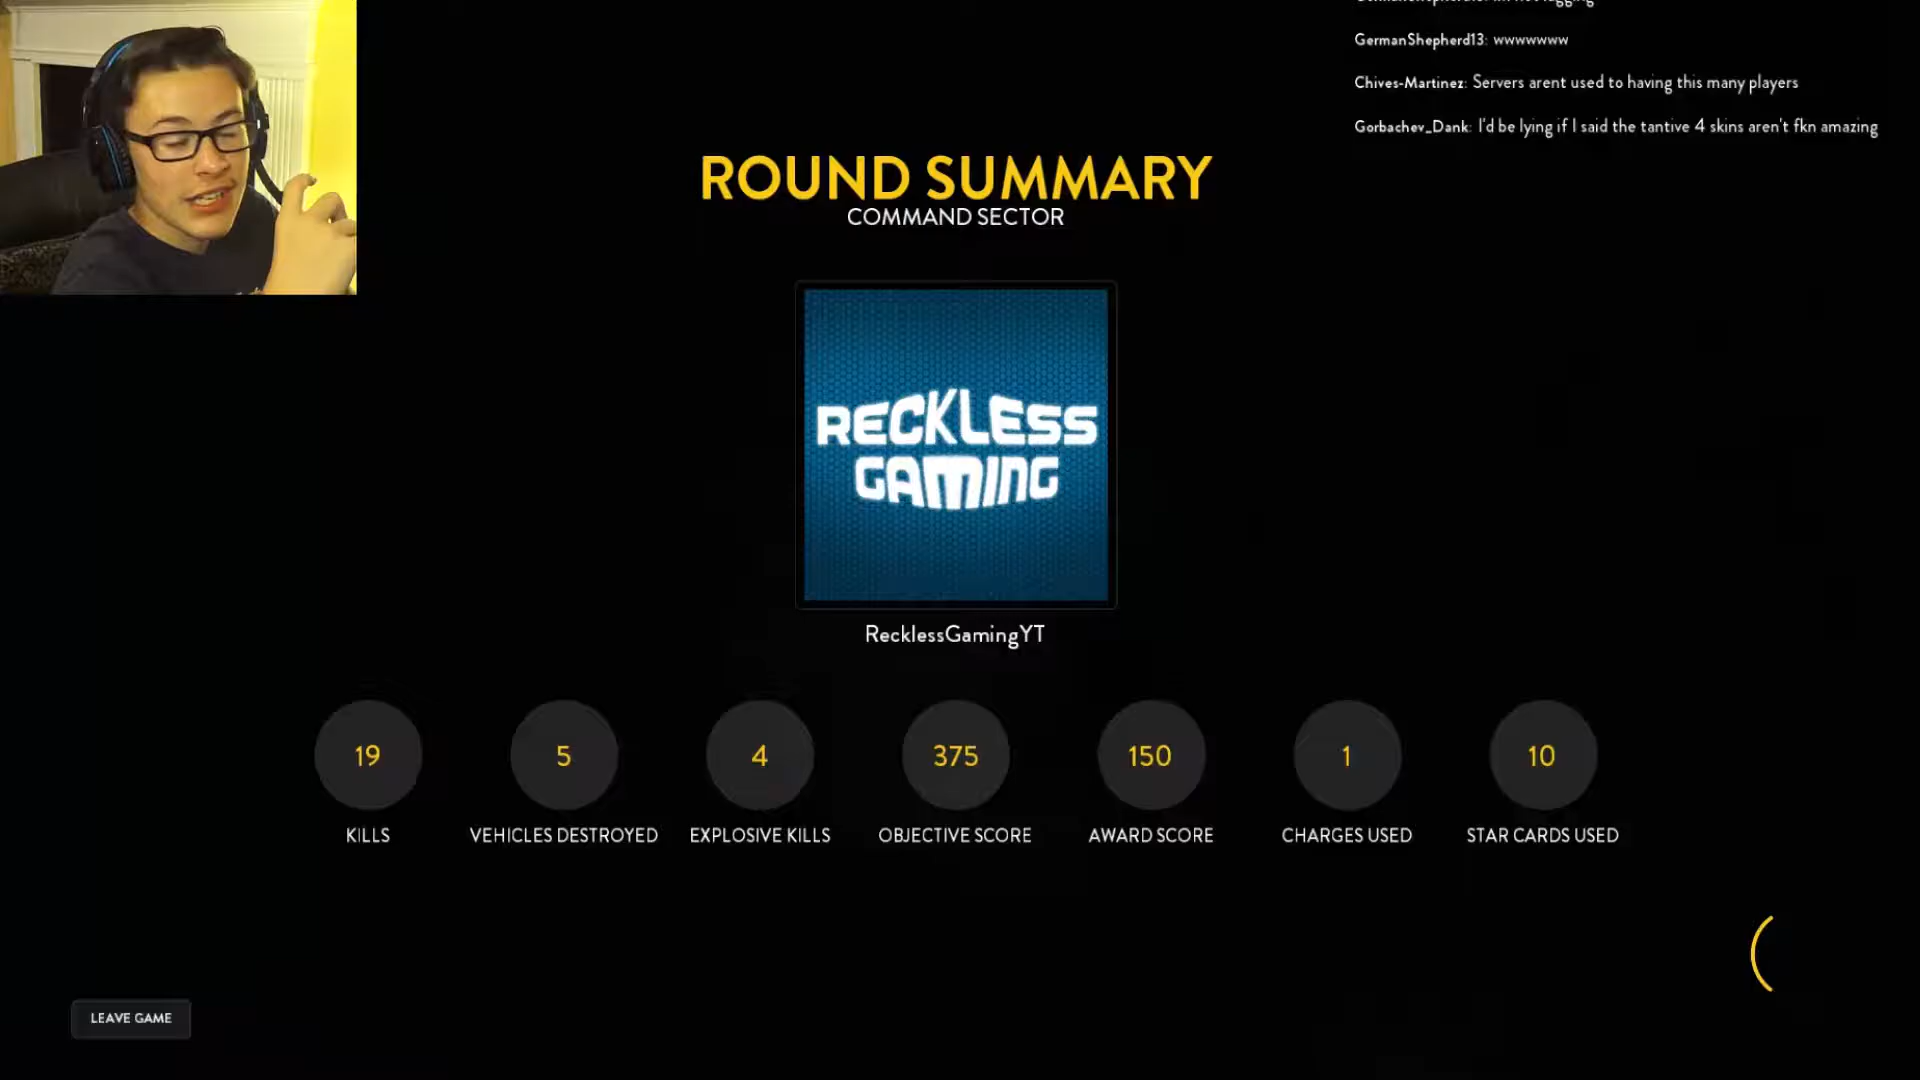 GermanShepherd13: wwwwwww
Chives-Martinez: Servers arent used to having this many players
Gorbachev_Dank: I'd be lying if I said the tantive 4 skins aren't fkn amazing
ROUND SUMMARY
COMMAND SECTOR
RECKLESS
GAMING
RecklessGamingYT
19 5 4 375 150 1 10
KILLS VEHICLES DESTROYED EXPLOSIVE KILLS OBJECTIVE SCORE AWARD SCORE CHARGES USED STAR CARDS USED
LEAVE GAME